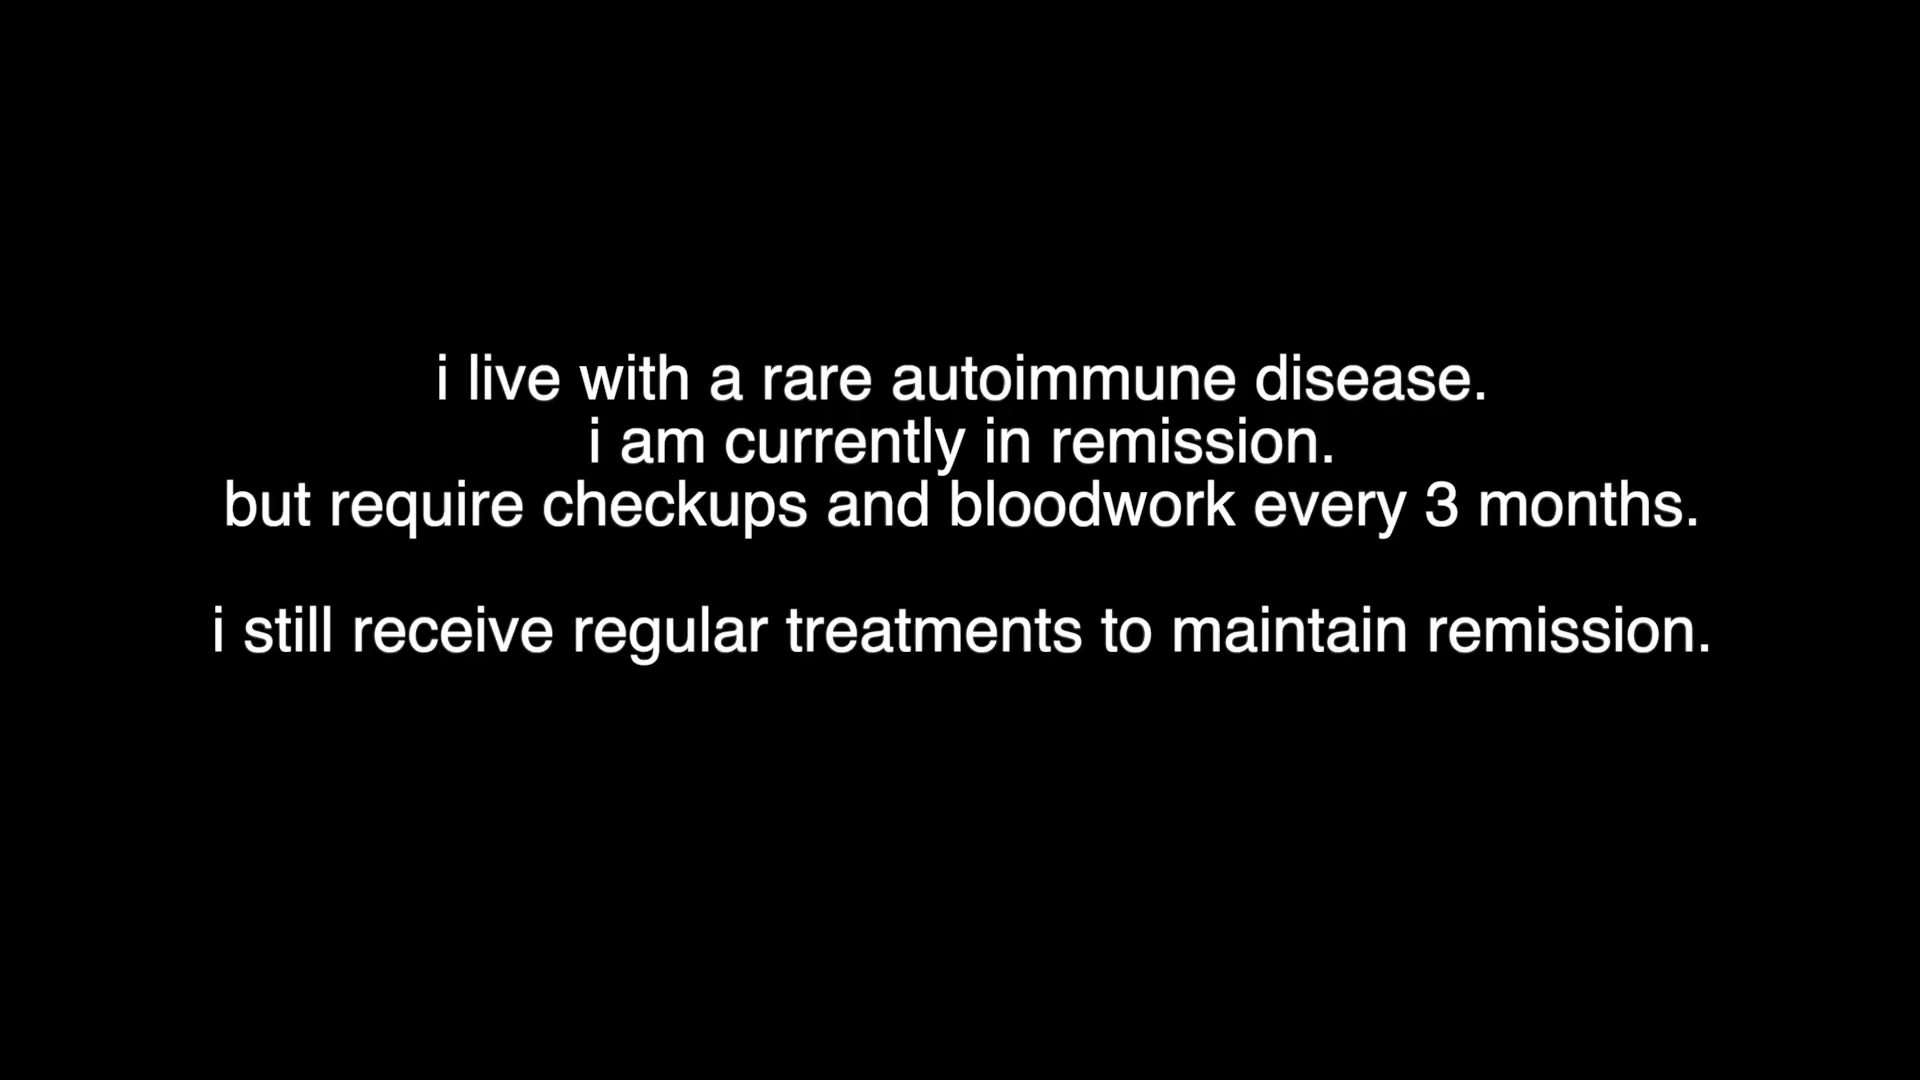 i live with a rare autoimmune disease.
i am currently in remission.
but require checkups and bloodwork every 3 months.
i still receive regular treatments to maintain remission.